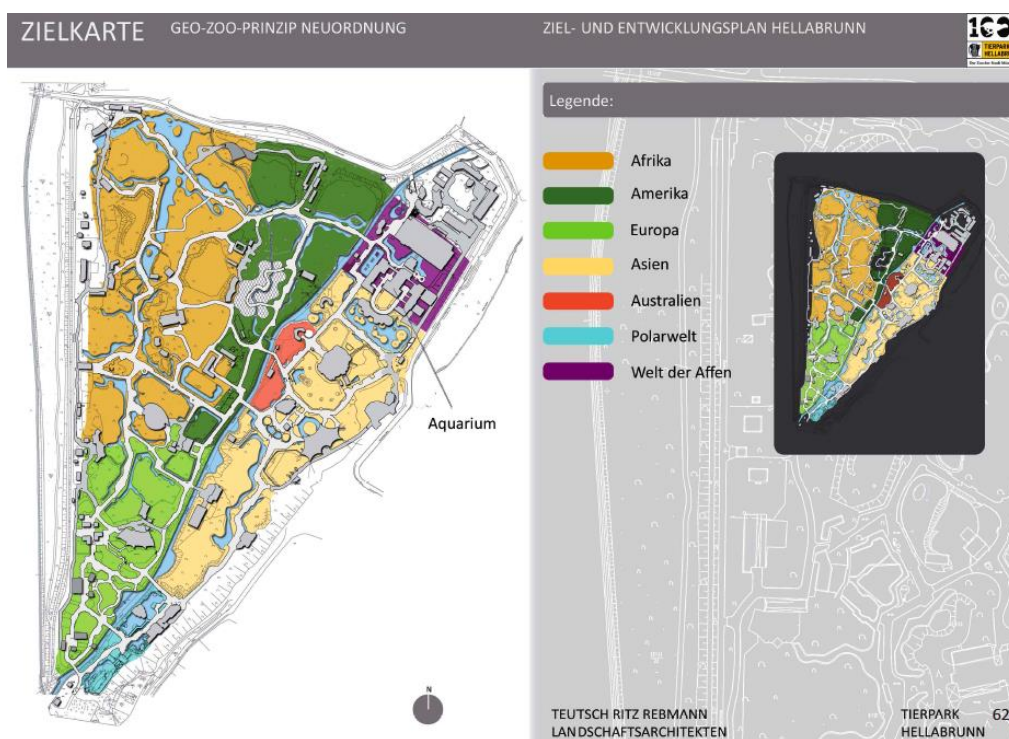 ZIELKARTE
GEO-ZOO-PRINZIP NEUORDNUNG
ZIEL- UND ENTWICKLUNGSPLAN HELLABRUNN
100
TIERPARK
HELLABRUNN
Legende:
Afrika
Amerika
Europa
Asien
Australien
Polarwelt
Welt der Affen
Aquarium
N
TEUTSCH RITZ REBMANN
LANDSCHAFTSARCHITEKTEN
TIERPARK
HELLABRUNN
62